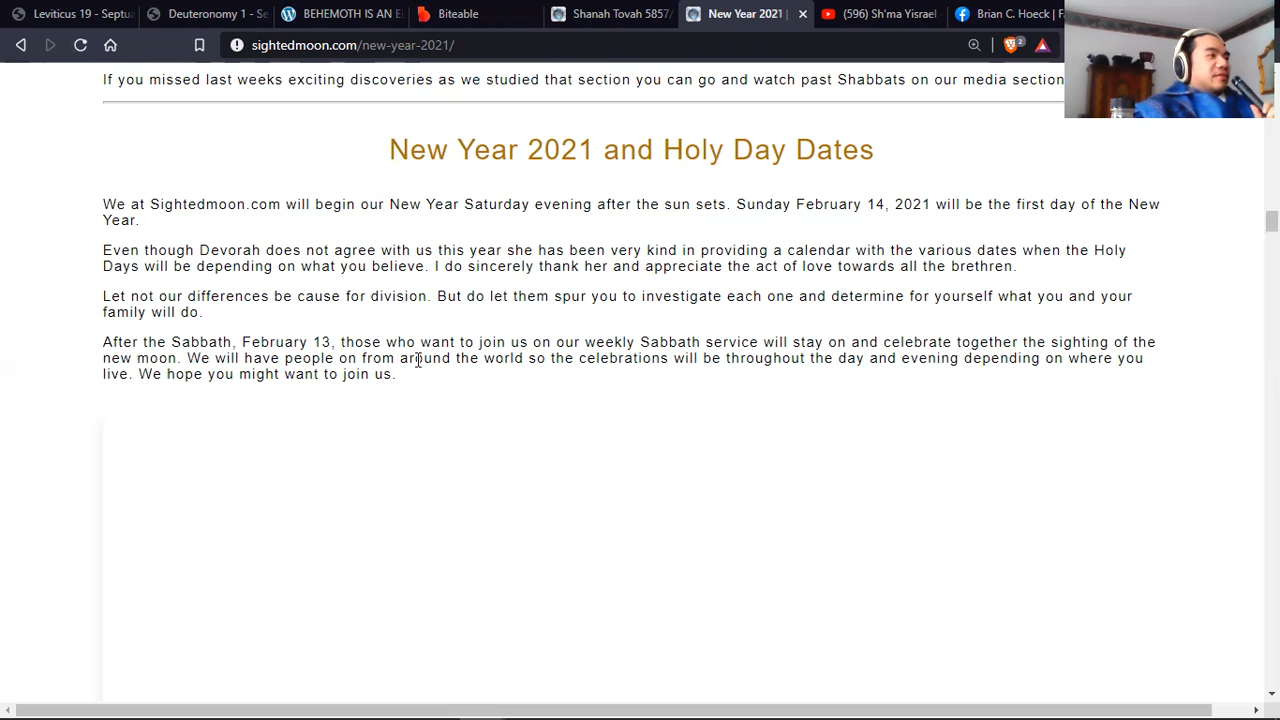 Leviticus 19 - Septu
Deuteronomy 1 - Se
BEHEMOTH IS AN E
Biteable
Shanah Tovah 5857/
New Year 2021 |
(596) Sh'ma Yisrael
Brian C. Hoeck | Fa
sightedmoon.com/new-year-2021/
2
If you missed last weeks exciting discoveries as we studied that section you can go and watch past Shabbats on our media section
New Year 2021 and Holy Day Dates
We at Sightedmoon.com will begin our New Year Saturday evening after the sun sets. Sunday February 14, 2021 will be the first day of the New
Year.
Even though Devorah does not agree with us this year she has been very kind in providing a calendar with the various dates when the Holy
Days will be depending on what you believe. I do sincerely thank her and appreciate the act of love towards all the brethren.
Let not our differences be cause for division. But do let them spur you to investigate each one and determine for yourself what you and your
family will do.
After the Sabbath, February 13, those who want to join us on our weekly Sabbath service will stay on and celebrate together the sighting of the
new moon. We will have people on from around the world so the celebrations will be throughout the day and evening depending on where you
live. We hope you might want to join us.